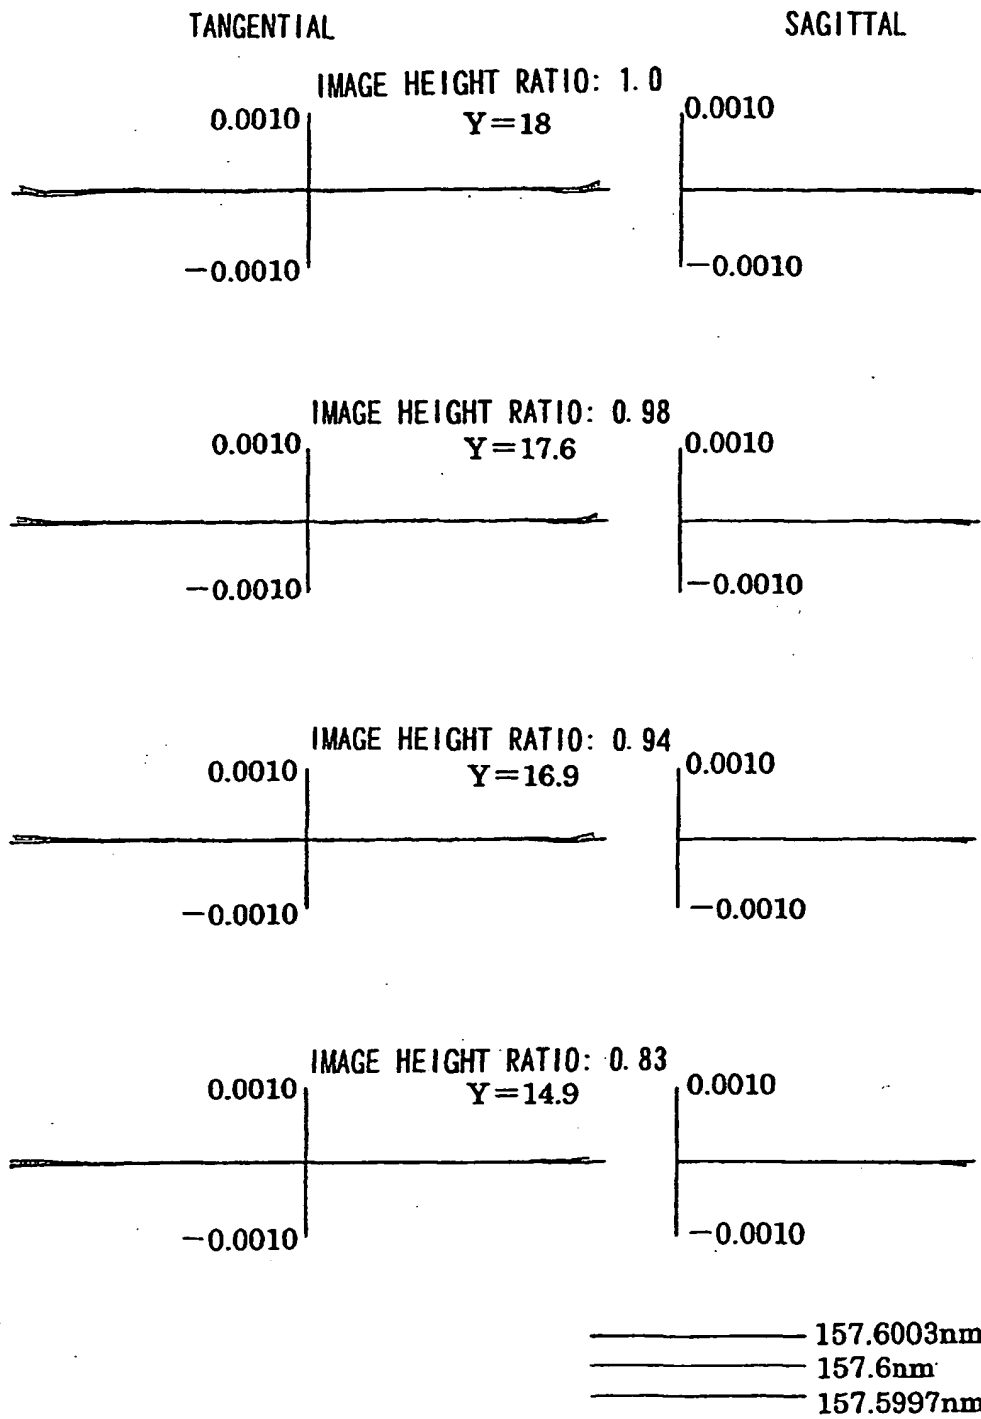 TANGENTIAL
SAGITTAL
IMAGE HEIGHT RATIO: 1.0
Y=18
0.0010
0.0010
−0.0010
−0.0010
IMAGE HEIGHT RATIO: 0.98
Y=17.6
0.0010
0.0010
−0.0010
−0.0010
IMAGE HEIGHT RATIO: 0.94
Y=16.9
0.0010
0.0010
−0.0010
−0.0010
IMAGE HEIGHT RATIO: 0.83
Y=14.9
0.0010
0.0010
−0.0010
−0.0010
157.6003nm
157.6nm
157.5997nm